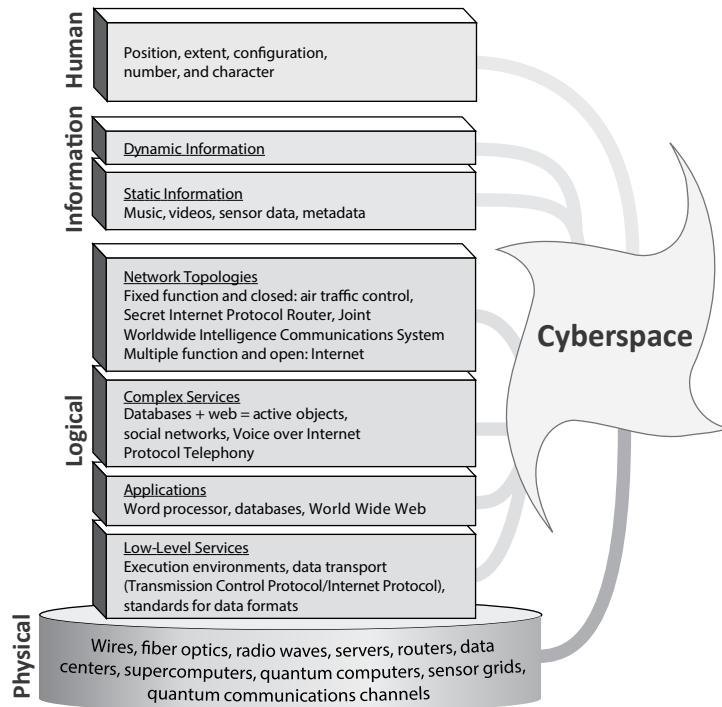 Human
Position, extent, configuration,
number, and character
Information
Dynamic Information
Static Information
Music, videos, sensor data, metadata
Logical
Network Topologies
Fixed function and closed: air traffic control,
Secret Internet Protocol Router, Joint
Worldwide Intelligence Communications System
Multiple function and open: Internet
Complex Services
Databases + web = active objects,
social networks, Voice over Internet
Protocol Telephony
Applications
Word processor, databases, World Wide Web
Low-Level Services
Execution environments, data transport
(Transmission Control Protocol/Internet Protocol),
standards for data formats
Physical
Wires, fiber optics, radio waves, servers, routers, data
centers, supercomputers, quantum computers, sensor grids,
quantum communications channels
Cyberspace